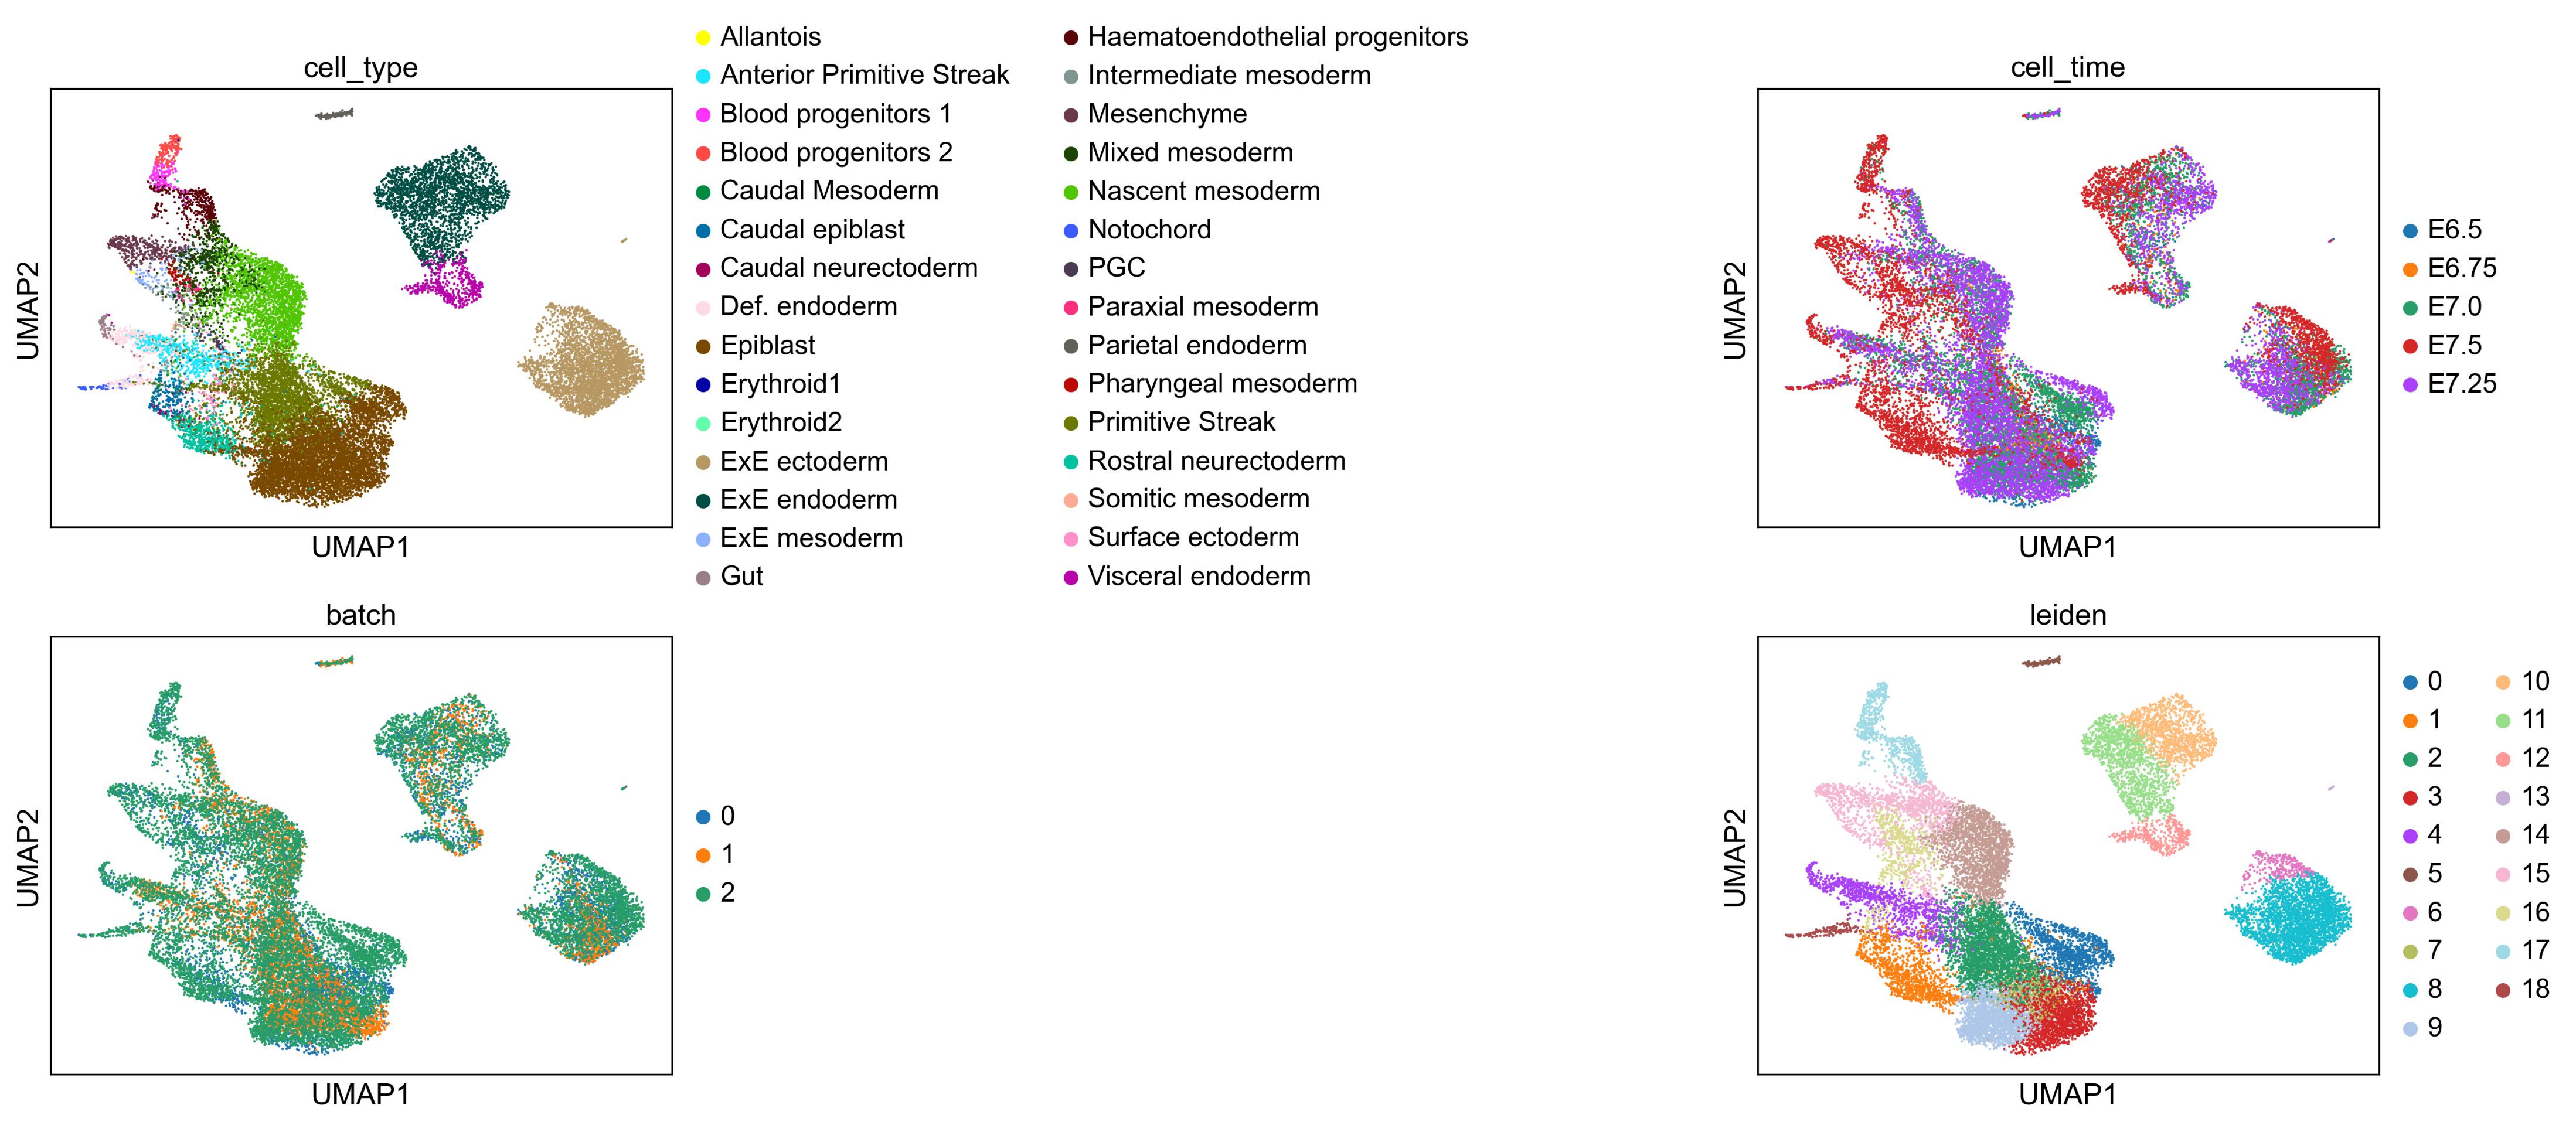 cell_type
UMAP2
UMAP1
Allantois
Anterior Primitive Streak
Blood progenitors 1
Blood progenitors 2
Caudal Mesoderm
Caudal epiblast
Caudal neurectoderm
Def. endoderm
Epiblast
Erythroid1
Erythroid2
ExE ectoderm
ExE endoderm
ExE mesoderm
Gut
Haematoendothelial progenitors
Intermediate mesoderm
Mesenchyme
Mixed mesoderm
Nascent mesoderm
Notochord
PGC
Paraxial mesoderm
Parietal endoderm
Pharyngeal mesoderm
Primitive Streak
Rostral neurectoderm
Somitic mesoderm
Surface ectoderm
Visceral endoderm
cell_time
UMAP2
UMAP1
E6.5
E6.75
E7.0
E7.5
E7.25
batch
UMAP2
UMAP1
0
1
2
leiden
UMAP2
UMAP1
0
1
2
3
4
5
6
7
8
9
10
11
12
13
14
15
16
17
18